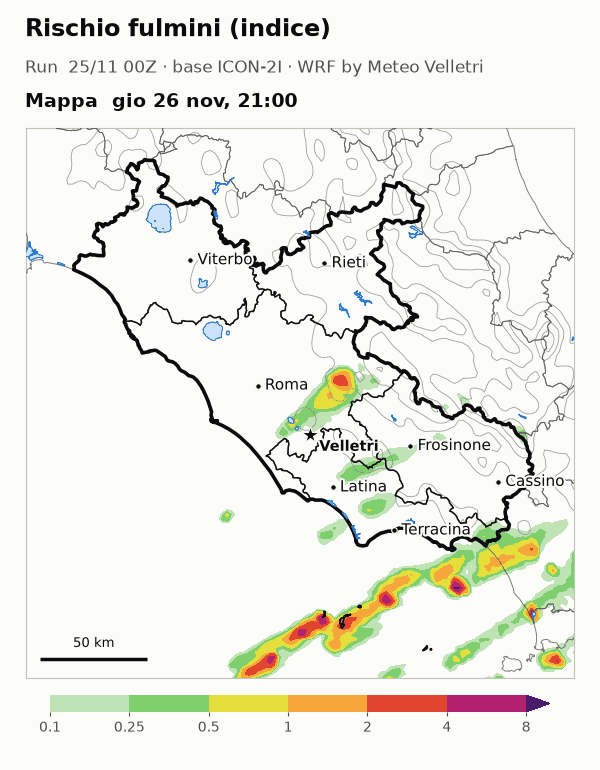 Rischio fulmini (indice)
Run  25/11 00Z · base ICON-2I · WRF by Meteo Velletri
Mappa  gio 26 nov, 21:00
Viterbo
Rieti
Roma
Velletri
Frosinone
Latina
Cassino
Terracina
50 km
0.1 0.25 0.5 1 2 4 8